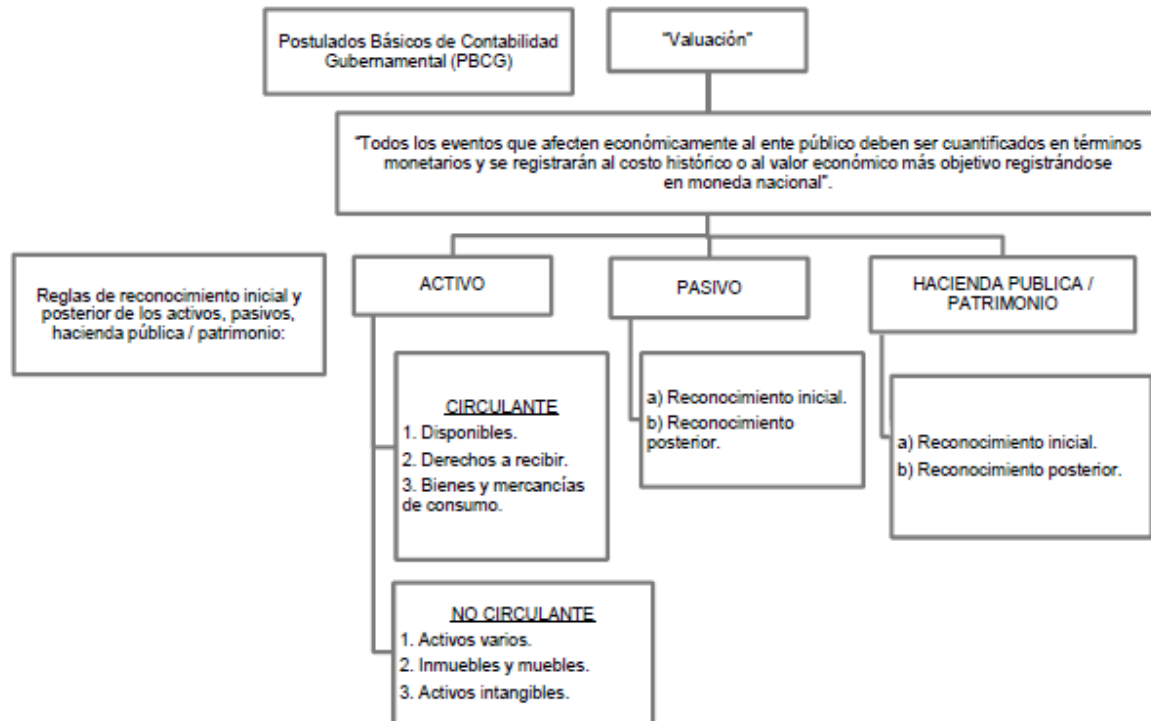 Postulados Básicos de Contabilidad
Gubernamental (PBCG)
"Valuación"
"Todos los eventos que afecten económicamente al ente público deben ser cuantificados en términos
monetarios y se registrarán al costo histórico o al valor económico más objetivo registrándose
en moneda nacional".
Reglas de reconocimiento inicial y
posterior de los activos, pasivos,
hacienda pública / patrimonio:
ACTIVO
PASIVO
HACIENDA PUBLICA /
PATRIMONIO
CIRCULANTE
1. Disponibles.
2. Derechos a recibir.
3. Bienes y mercancías
de consumo.
a) Reconocimiento inicial.
b) Reconocimiento
posterior.
a) Reconocimiento inicial.
b) Reconocimiento posterior.
NO CIRCULANTE
1. Activos varios.
2. Inmuebles y muebles.
3. Activos intangibles.